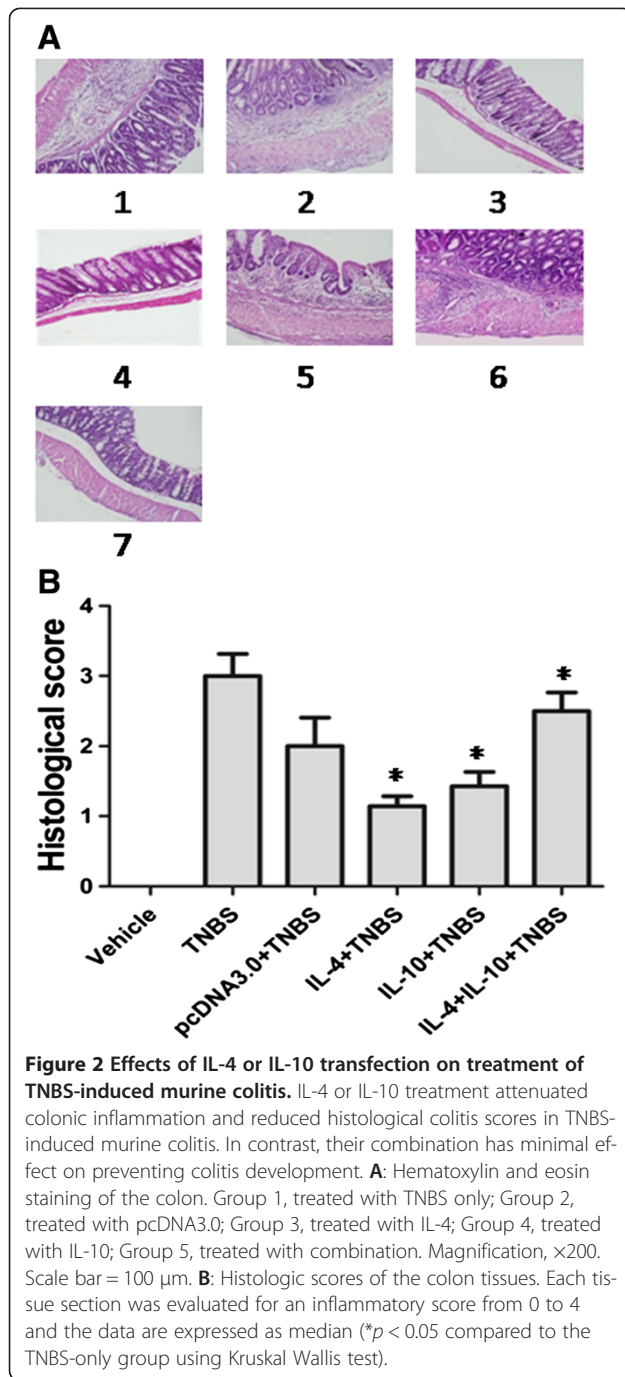 A
1 2 3
4 5 6
7
B
Histological score
4
3
2
1
0
* * *
Vehicle
TNBS
pcDNA3.0+TNBS
IL-4+TNBS
IL-10+TNBS
IL-4+IL-10+TNBS
Figure 2 Effects of IL-4 or IL-10 transfection on treatment of
TNBS-induced murine colitis. IL-4 or IL-10 treatment attenuated
colonic inflammation and reduced histological colitis scores in TNBS-
induced murine colitis. In contrast, their combination has minimal ef-
fect on preventing colitis development. A: Hematoxylin and eosin
staining of the colon. Group 1, treated with TNBS only; Group 2,
treated with pcDNA3.0; Group 3, treated with IL-4; Group 4, treated
with IL-10; Group 5, treated with combination. Magnification, ×200.
Scale bar = 100 μm. B: Histologic scores of the colon tissues. Each tis-
sue section was evaluated for an inflammatory score from 0 to 4
and the data are expressed as median (*p < 0.05 compared to the
TNBS-only group using Kruskal Wallis test).